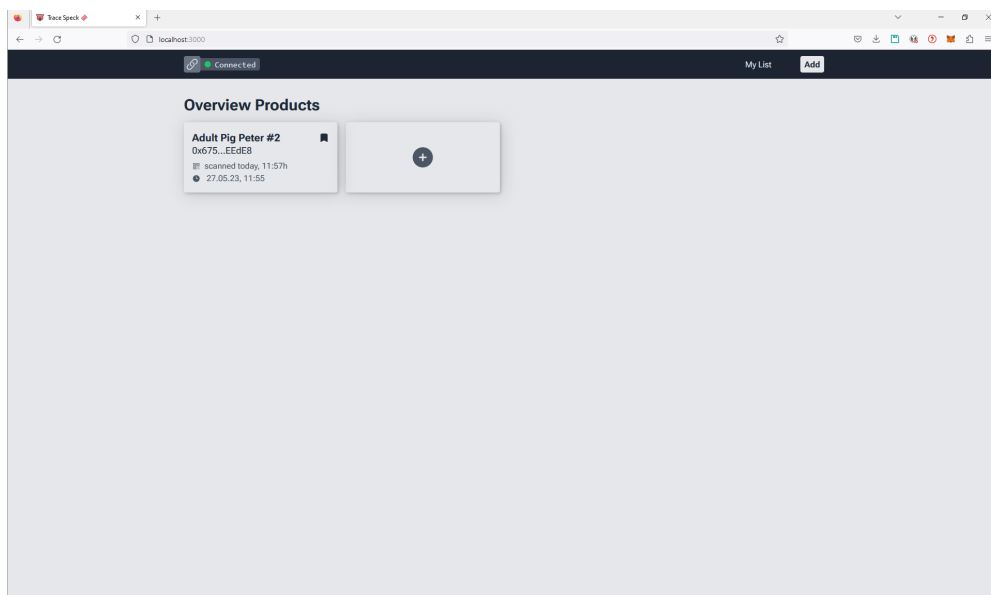 Trace Speck
localhost:3000
Connected
My List
Add
Overview Products
Adult Pig Peter #2
0x675...EEdE8
scanned today, 11:57h
27.05.23, 11:55